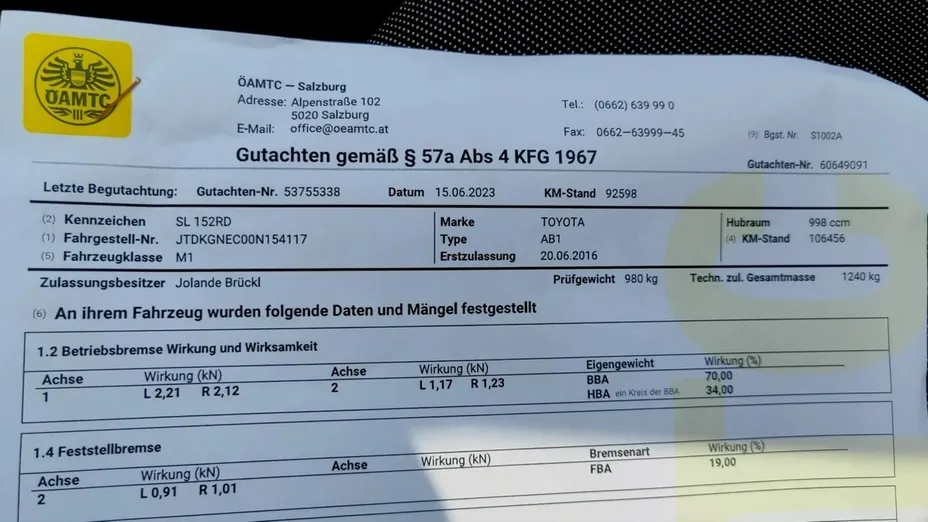 ÖAMTC
ÖAMTC – Salzburg
Adresse: Alpenstraße 102
5020 Salzburg
E-Mail: office@oeamtc.at
Tel.: (0662) 639 99 0
Fax: 0662–63999–45
(9) Bgst. Nr. S1002A
Gutachten gemäß § 57a Abs 4 KFG 1967
Gutachten-Nr. 60649091
Letzte Begutachtung: Gutachten-Nr. 53755338 Datum 15.06.2023 KM-Stand 92598
(2) Kennzeichen SL 152RD Marke TOYOTA Hubraum 998 ccm
(1) Fahrgestell-Nr. JTDKGNEC00N154117 Type AB1 (4) KM-Stand 106456
(5) Fahrzeugklasse M1 Erstzulassung 20.06.2016
Zulassungsbesitzer Jolande Brückl Prüfgewicht 980 kg Techn. zul. Gesamtmasse 1240 kg
(6) An ihrem Fahrzeug wurden folgende Daten und Mängel festgestellt
1.2 Betriebsbremse Wirkung und Wirksamkeit
Achse Wirkung (kN) Achse Wirkung (kN) Eigengewicht Wirkung (%)
1 L 2,21 R 2,12 2 L 1,17 R 1,23 BBA 70,00
HBA ein Kreis der BBA 34,00
1.4 Feststellbremse
Achse Wirkung (kN) Achse Wirkung (kN) Bremsenart Wirkung (%)
2 L 0,91 R 1,01 FBA 19,00